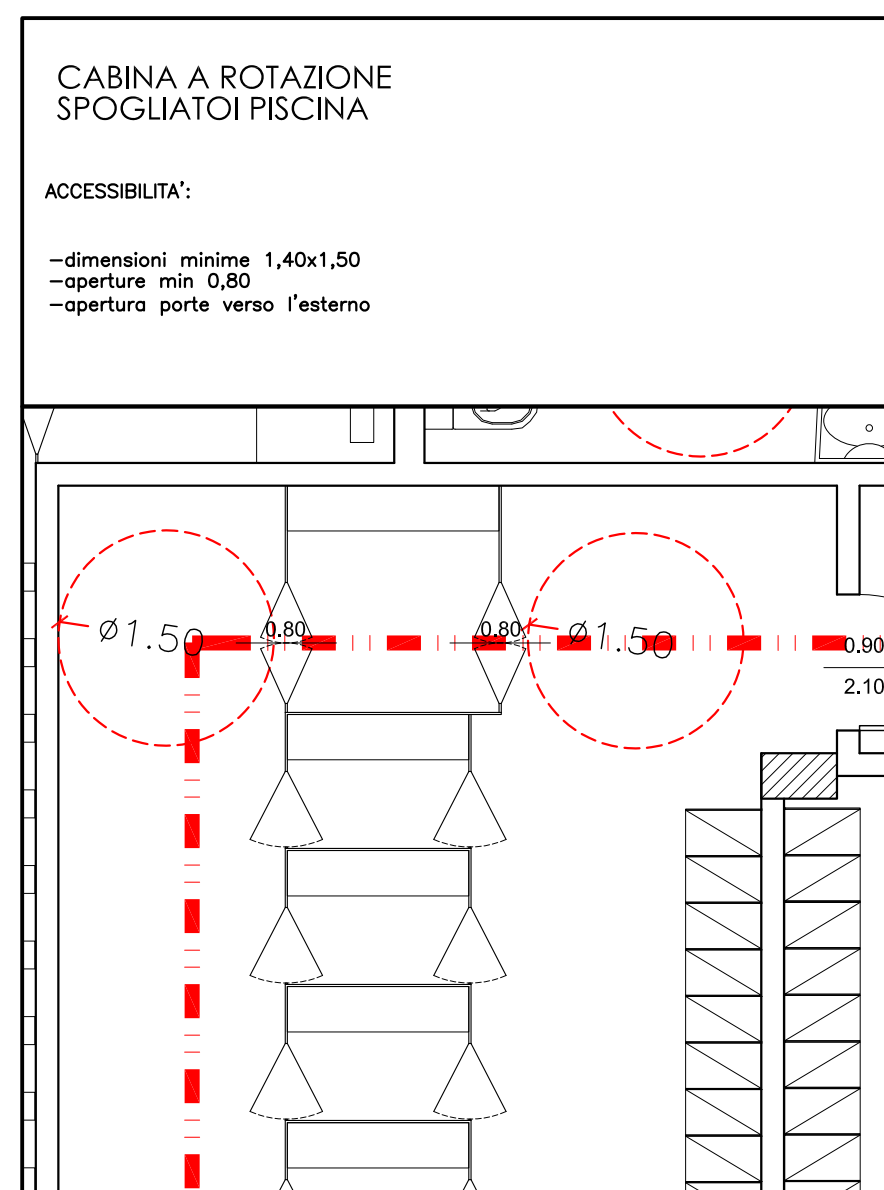 CABINA A ROTAZIONE
SPOGLIATOI PISCINA
ACCESSIBILITA':
-dimensioni minime 1,40x1,50
-aperture min 0,80
-apertura porte verso l'esterno
Ø1.50
0.80
0.80
Ø1.50
0.90
2.10